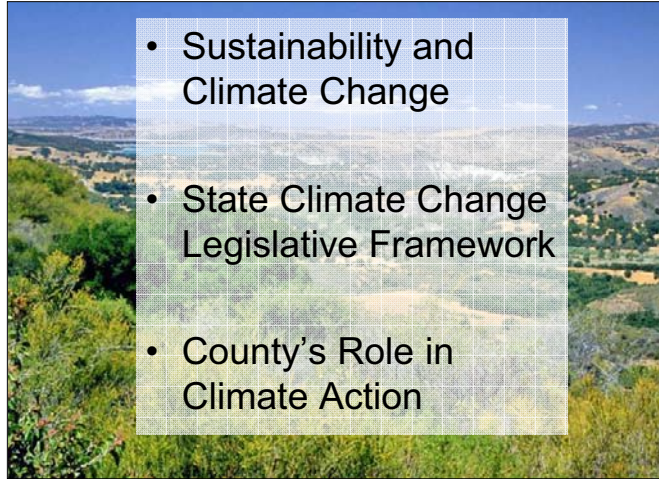 • Sustainability and
Climate Change
• State Climate Change
Legislative Framework
• County's Role in
Climate Action